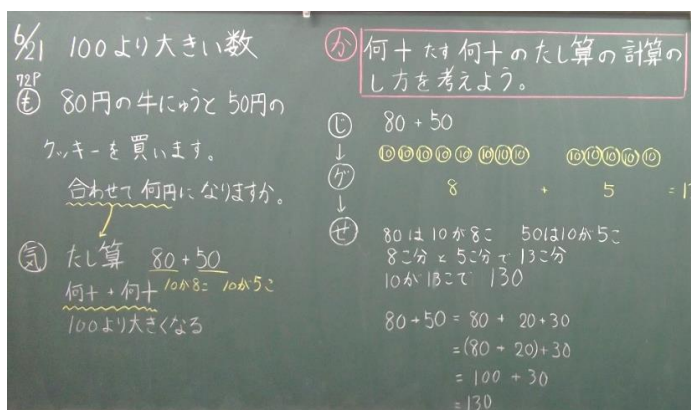 6/21 100より大きい数
72P
も 80円の牛にゅうと50円の
クッキーを買います。
合わせて何円になりますか。
気 たし算 80+50
何十+何十 10が8こ 10が5こ
100より大きくなる
か 何十たす何十のたし算の計算の
し方を考えよう。
じ 80+50
↓ ⑩⑩⑩⑩⑩ ⑩⑩⑩ ⑩⑩⑩⑩⑩
ゲ 8 + 5 = 1
↓
せ 80は10が8こ 50は10が5こ
8こ分と5こ分で13こ分
10が13こで 130
80+50 = 80 + 20+30
=(80+20)+30
= 100 + 30
=130